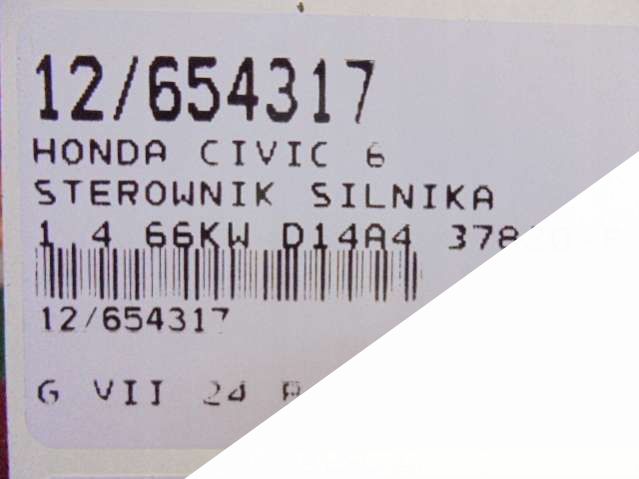 12/654317
HONDA CIVIC 6
STEROWNIK SILNIKA
1.4 66KW D14A4
12/654317
G VII 24